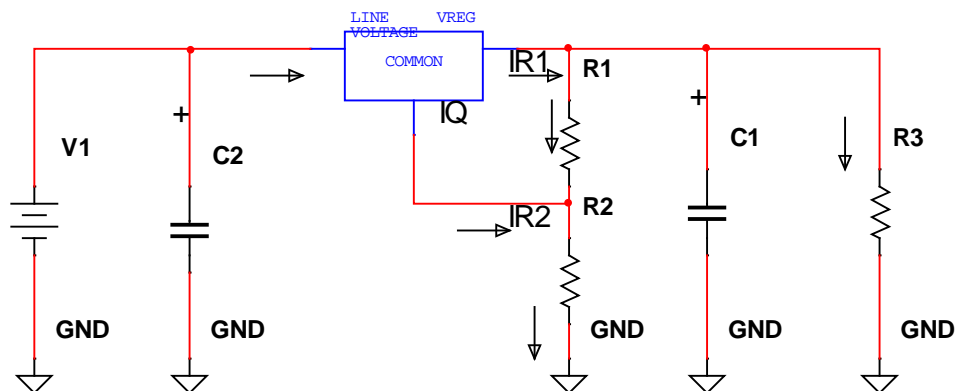 LINE VREG
VOLTAGE
COMMON
IR1
R1
+
IQ
+
V1
C2
C1
R3
IR2
R2
GND
GND
GND
GND
GND